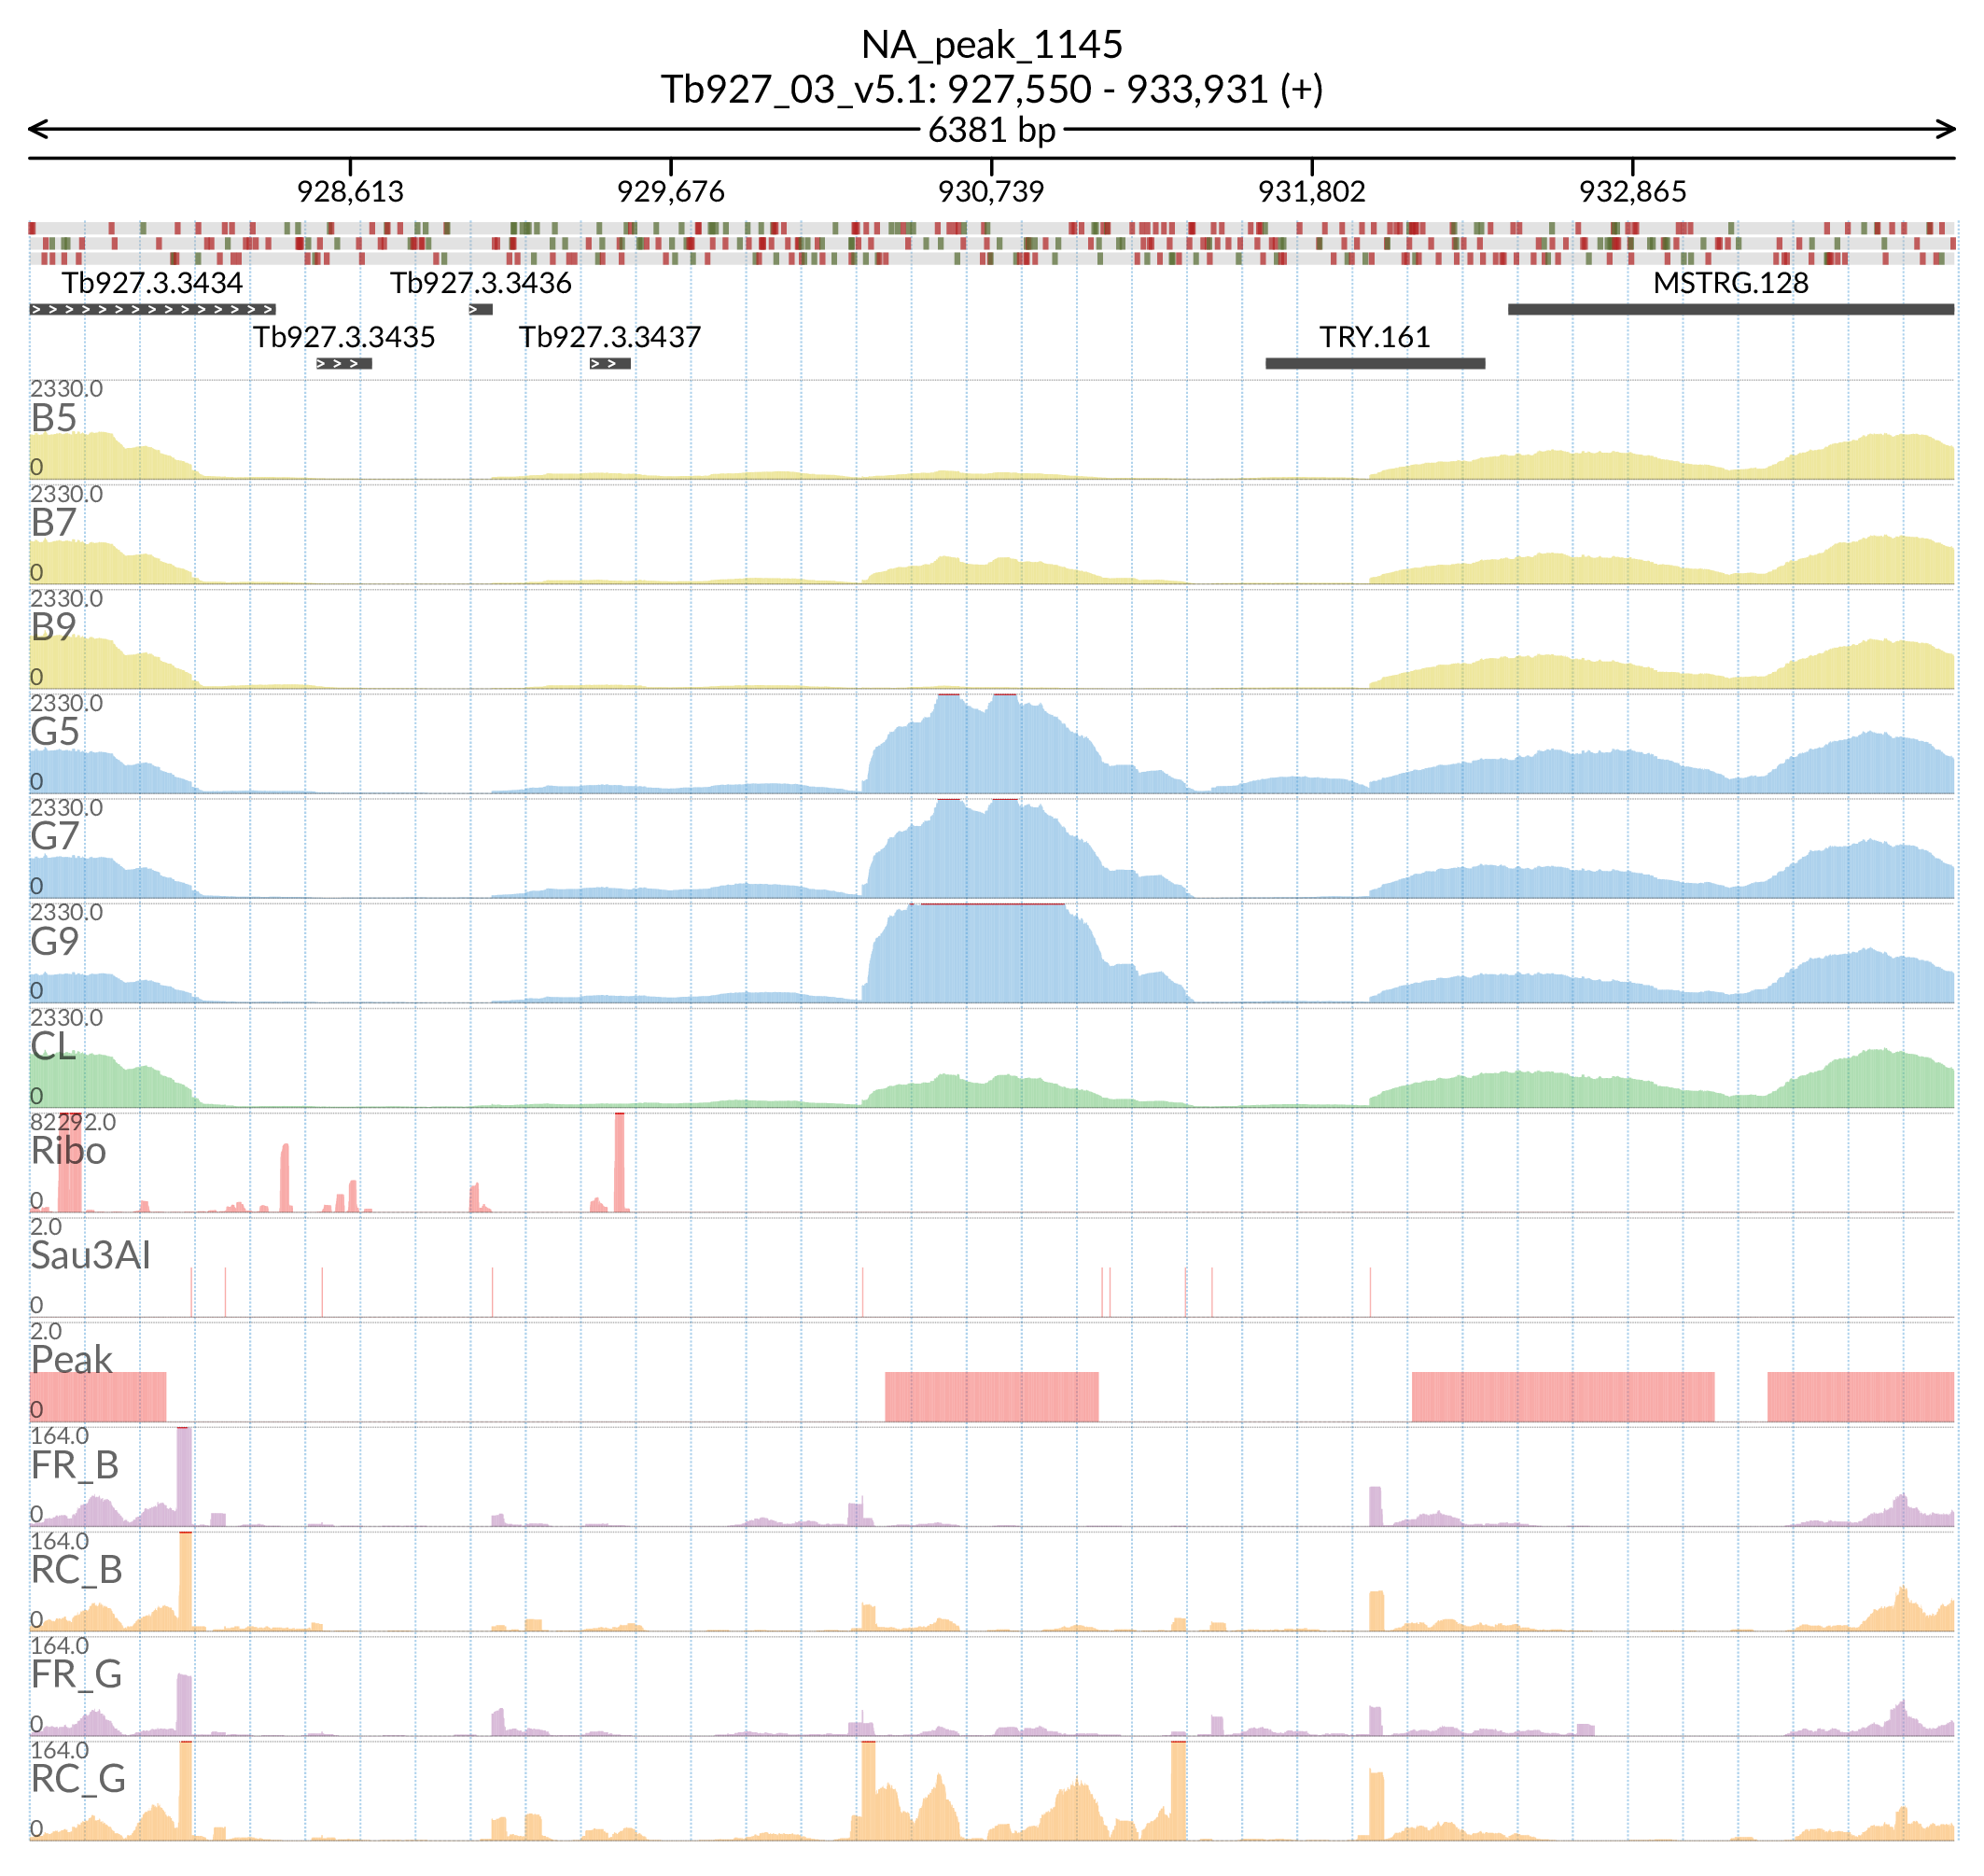 NA_peak_1145
Tb927_03_v5.1: 927,550 - 933,931 (+)
6381 bp
928,613 929,676 930,739 931,802 932,865
Tb927.3.3434 Tb927.3.3436 MSTRG.128
Tb927.3.3435 Tb927.3.3437 TRY.161
2330.0
B5
0
2330.0
B7
0
2330.0
B9
0
2330.0
G5
0
2330.0
G7
0
2330.0
G9
0
2330.0
CL
0
82292.0
Ribo
0
2.0
Sau3AI
0
2.0
Peak
0
164.0
FR_B
0
164.0
RC_B
0
164.0
FR_G
0
164.0
RC_G
0